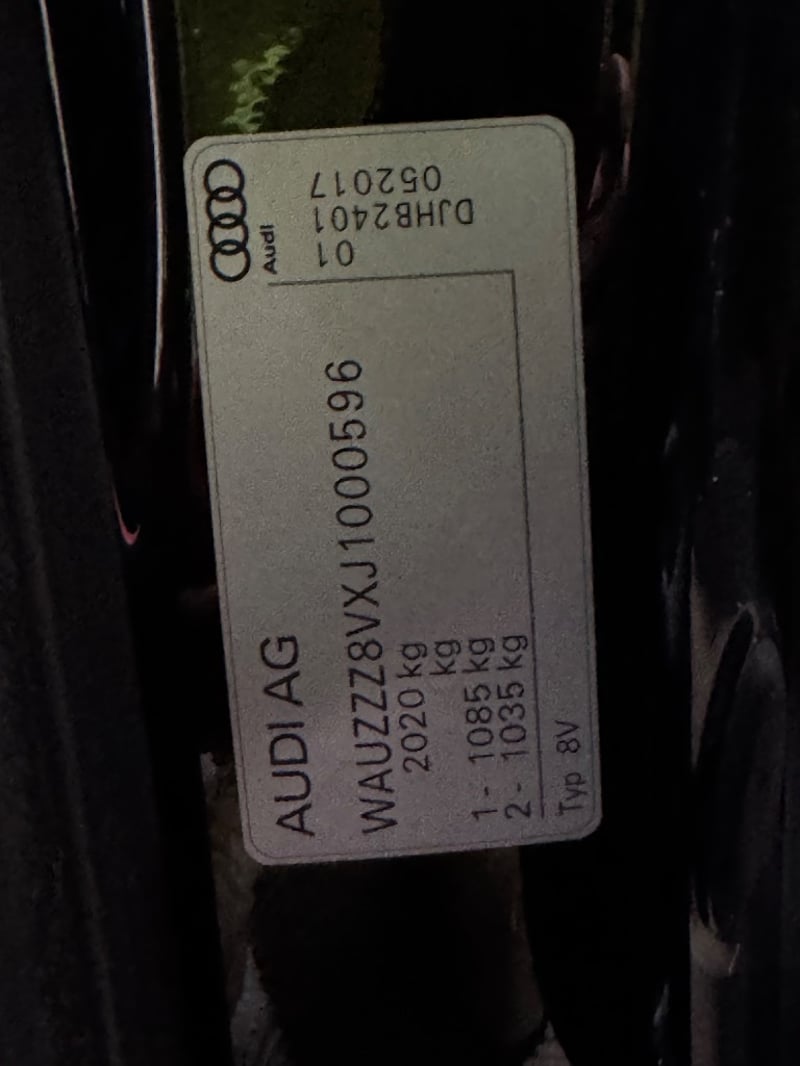 AUDI AG
WAUZZZ8VXJ1000596
2020 kg
kg
1- 1085 kg
2- 1035 kg
Typ 8V
Audi
01
DJHB2401
052017